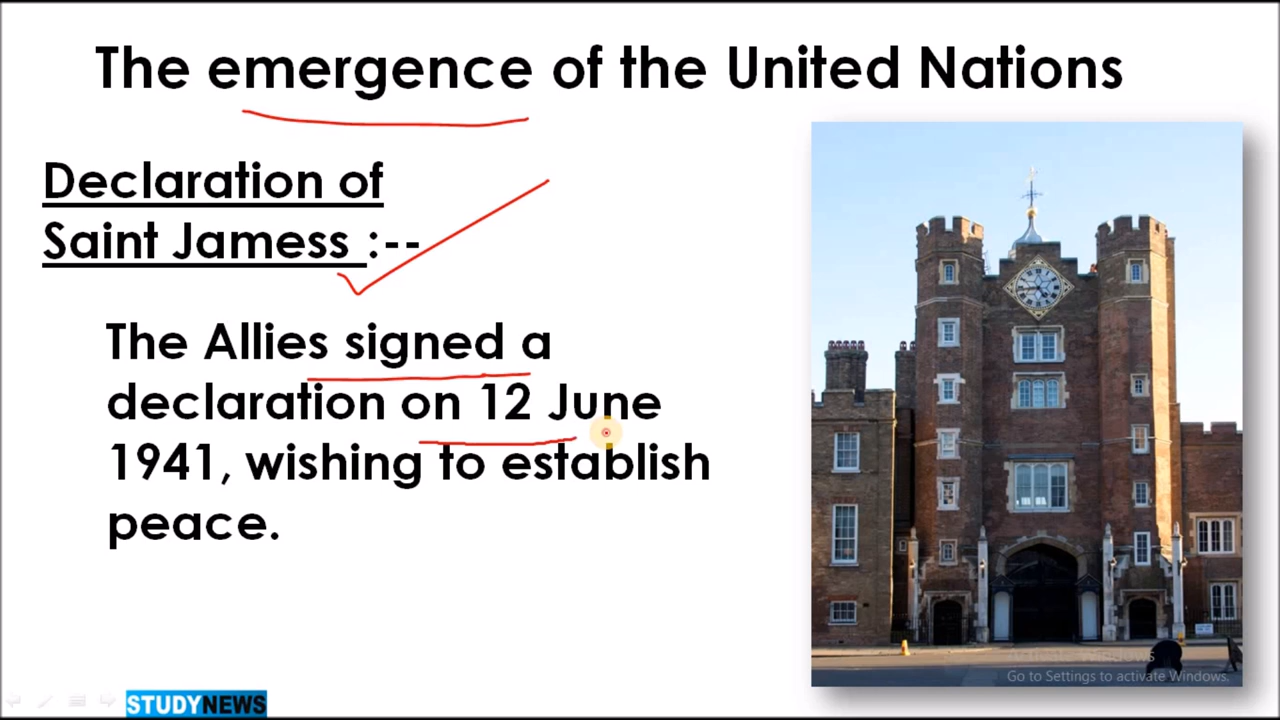 The emergence of the United Nations
Declaration of
Saint Jamess :--
The Allies signed a
declaration on 12 June
1941, wishing to establish
peace.
Go to Settings to activate Windows.
STUDYNEWS